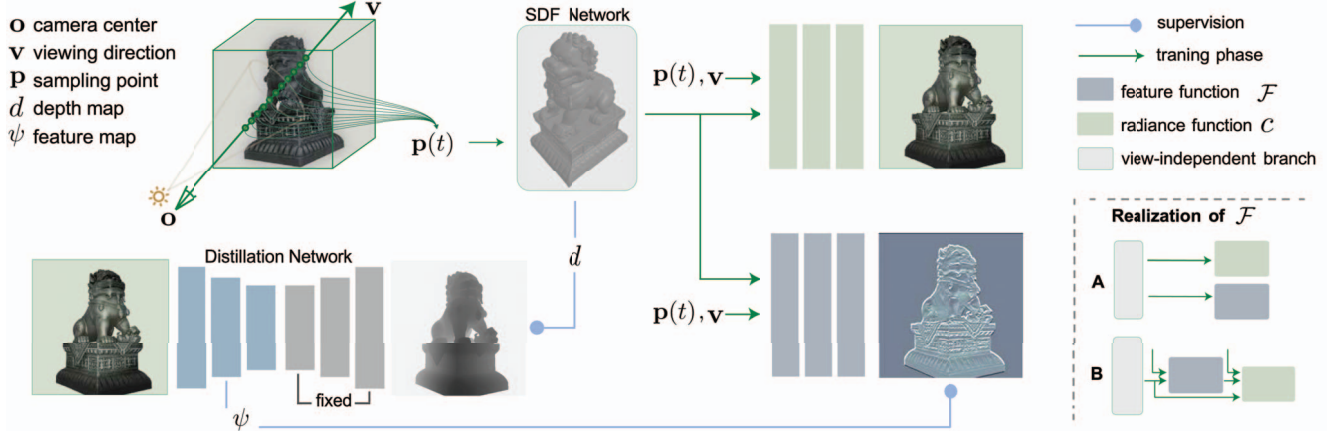 o camera center
v viewing direction
p sampling point
d depth map
ψ feature map
v
o
p(t)
SDF Network
p(t), v
p(t), v
d
Distillation Network
fixed
ψ
supervision
traning phase
feature function F
radiance function c
view-independent branch
Realization of F
A
B